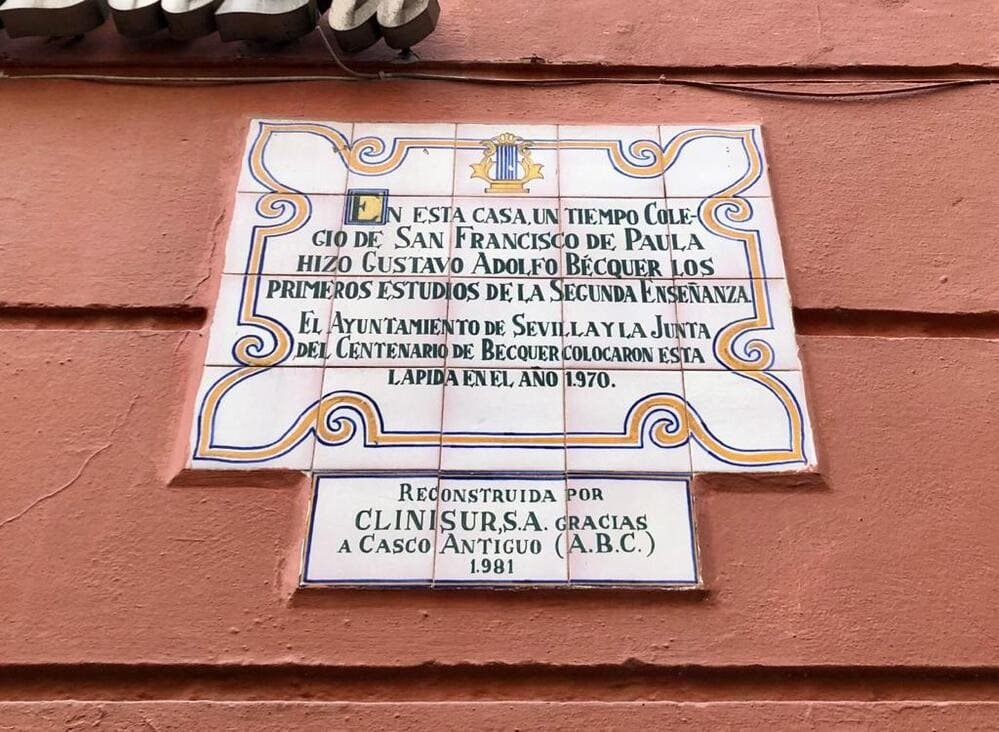 EN ESTA CASA, UN TIEMPO COLE-
GIO DE SAN FRANCISCO DE PAULA
HIZO GUSTAVO ADOLFO BÉCQUER LOS
PRIMEROS ESTUDIOS DE LA SEGUNDA ENSEÑANZA.
EL AYUNTAMIENTO DE SEVILLA Y LA JUNTA
DEL CENTENARIO DE BECQUER COLOCARON ESTA
LAPIDA EN EL AÑO 1.970.
RECONSTRUIDA POR
CLINISUR, S.A. GRACIAS
A CASCO ANTIGUO (A.B.C.)
1.981